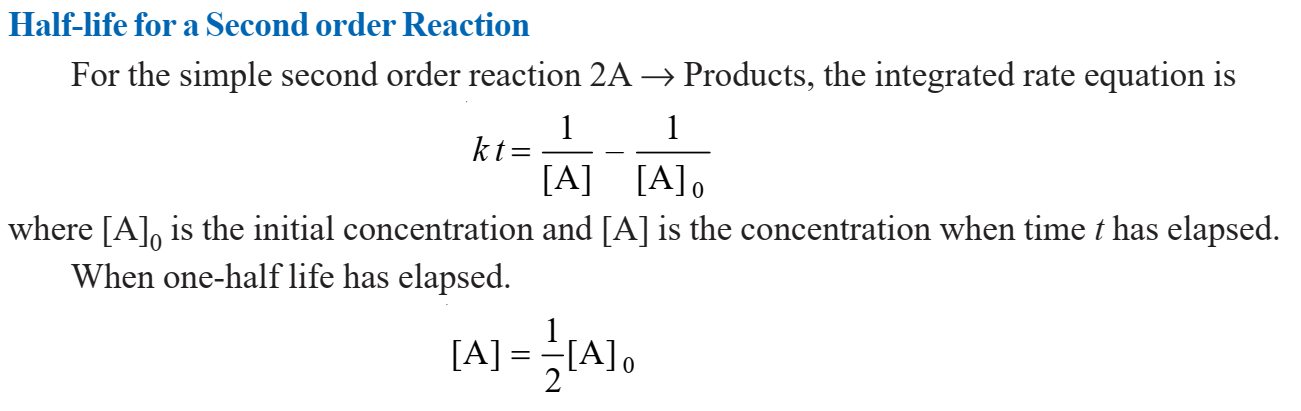 Half-life for a Second order Reaction
For the simple second order reaction 2A → Products, the integrated rate equation is
k t = 1/[A] – 1/[A]₀
where [A]₀ is the initial concentration and [A] is the concentration when time t has elapsed.
When one-half life has elapsed.
[A] = 1/2 [A]₀